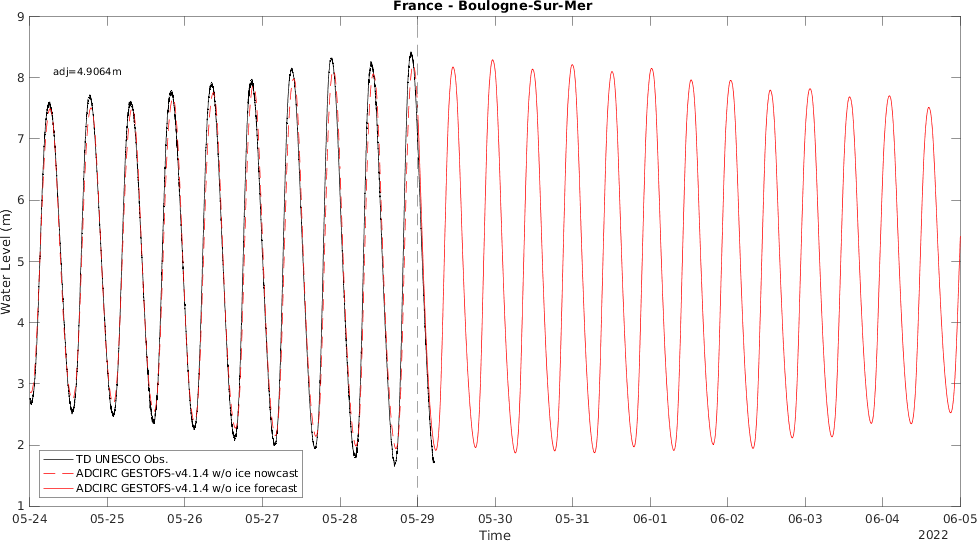 France - Boulogne-Sur-Mer
9
8
7
6
5
4
3
2
1
Water Level (m)
adj=4.9064m
TD UNESCO Obs.
ADCIRC GESTOFS-v4.1.4 w/o ice nowcast
ADCIRC GESTOFS-v4.1.4 w/o ice forecast
05-24 05-25 05-26 05-27 05-28 05-29 05-30 05-31 06-01 06-02 06-03 06-04 06-05
Time
2022